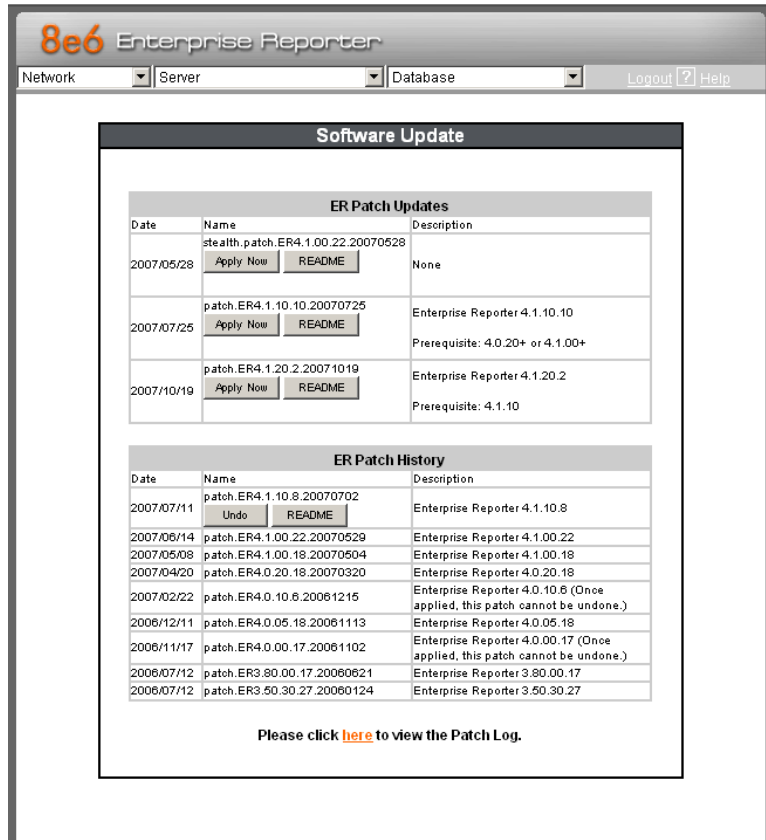 8e6 Enterprise Reporter
Network Server Database Logout ? Help
Software Update
ER Patch Updates
Date Name Description
2007/05/28 stealth.patch.ER4.1.00.22.20070528 None
Apply Now README
2007/07/25 patch.ER4.1.10.10.20070725 Enterprise Reporter 4.1.10.10
Apply Now README
Prerequisite: 4.0.20+ or 4.1.00+
2007/10/19 patch.ER4.1.20.2.20071019 Enterprise Reporter 4.1.20.2
Apply Now README
Prerequisite: 4.1.10
ER Patch History
Date Name Description
2007/07/11 patch.ER4.1.10.8.20070702 Enterprise Reporter 4.1.10.8
Undo README
2007/06/14 patch.ER4.1.00.22.20070529 Enterprise Reporter 4.1.00.22
2007/05/08 patch.ER4.1.00.18.20070504 Enterprise Reporter 4.1.00.18
2007/04/20 patch.ER4.0.20.18.20070320 Enterprise Reporter 4.0.20.18
2007/02/22 patch.ER4.0.10.6.20061215 Enterprise Reporter 4.0.10.6 (Once
applied, this patch cannot be undone.)
2006/12/11 patch.ER4.0.05.18.20061113 Enterprise Reporter 4.0.05.18
2006/11/17 patch.ER4.0.00.17.20061102 Enterprise Reporter 4.0.00.17 (Once
applied, this patch cannot be undone.)
2006/07/12 patch.ER3.80.00.17.20060621 Enterprise Reporter 3.80.00.17
2006/07/12 patch.ER3.50.30.27.20060124 Enterprise Reporter 3.50.30.27
Please click here to view the Patch Log.